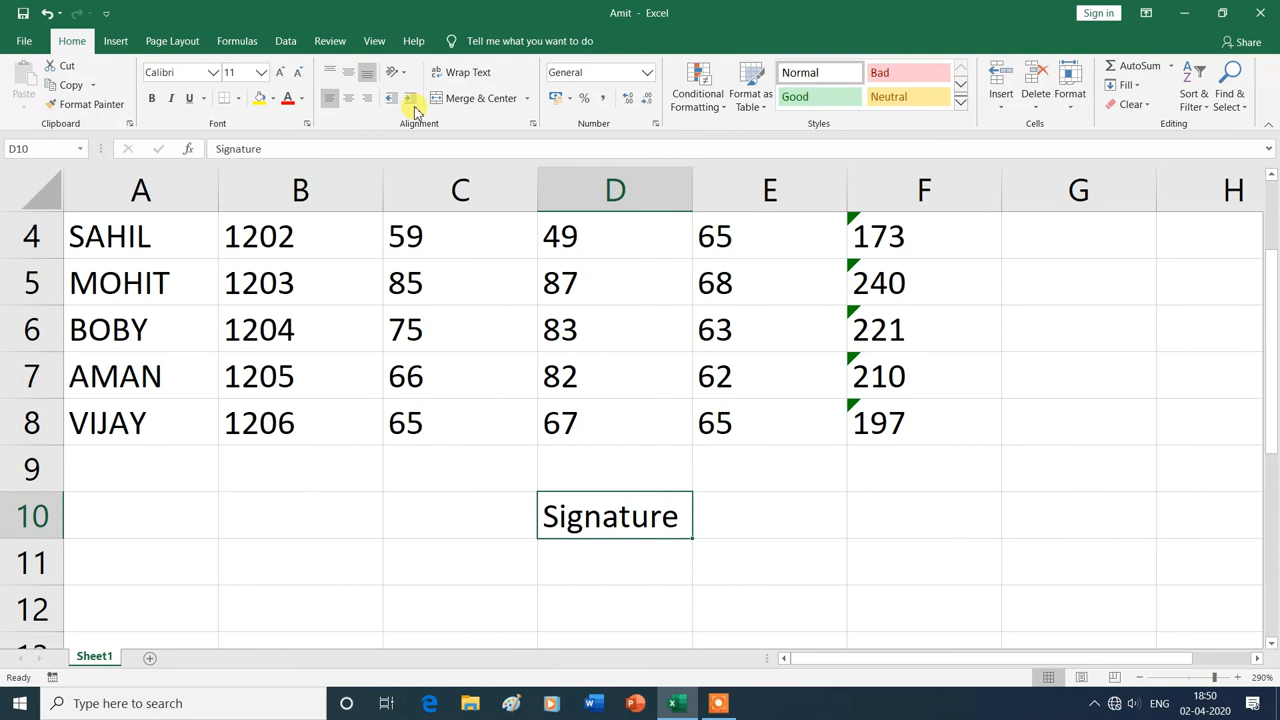 Amit - Excel
Sign in
File Home Insert Page Layout Formulas Data Review View Help Tell me what you want to do Share
Paste Cut Copy Format Painter
Calibri 11
B I U A
Wrap Text
Merge & Center
General
%
Conditional Formatting
Format as Table
Normal Bad
Good Neutral
Insert Delete Format
AutoSum
Fill
Clear
Sort & Filter
Find & Select
Clipboard Font Alignment Number Styles Cells Editing
D10 fx Signature
A B C D E F G H
4 SAHIL 1202 59 49 65 173
5 MOHIT 1203 85 87 68 240
6 BOBY 1204 75 83 63 221
7 AMAN 1205 66 82 62 210
8 VIJAY 1206 65 67 65 197
9
10 Signature
11
12
13
Sheet1
Ready 290%
Type here to search
ENG
18:50
02-04-2020